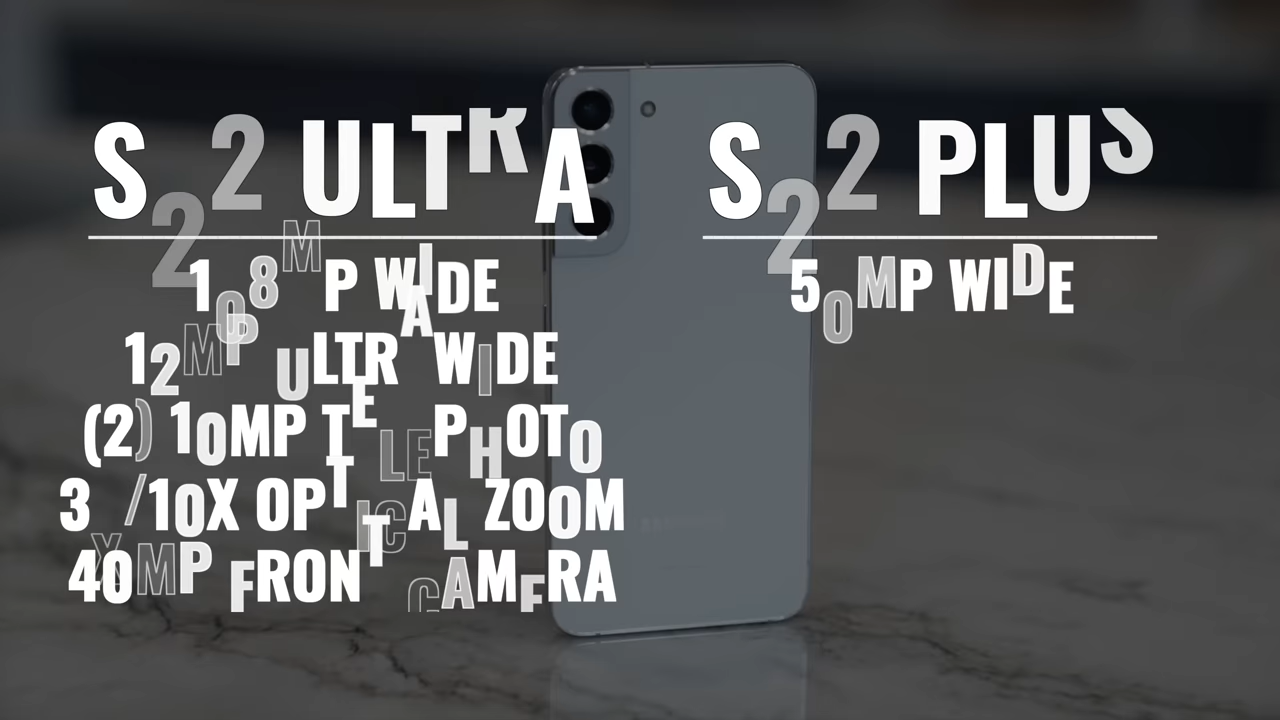 S22 ULTRA
108MP WIDE
12MP ULTRA WIDE
(2) 10MP TELEPHOTO
3X/10X OPTICAL ZOOM
40MP FRONT CAMERA
S22 PLUS
50MP WIDE